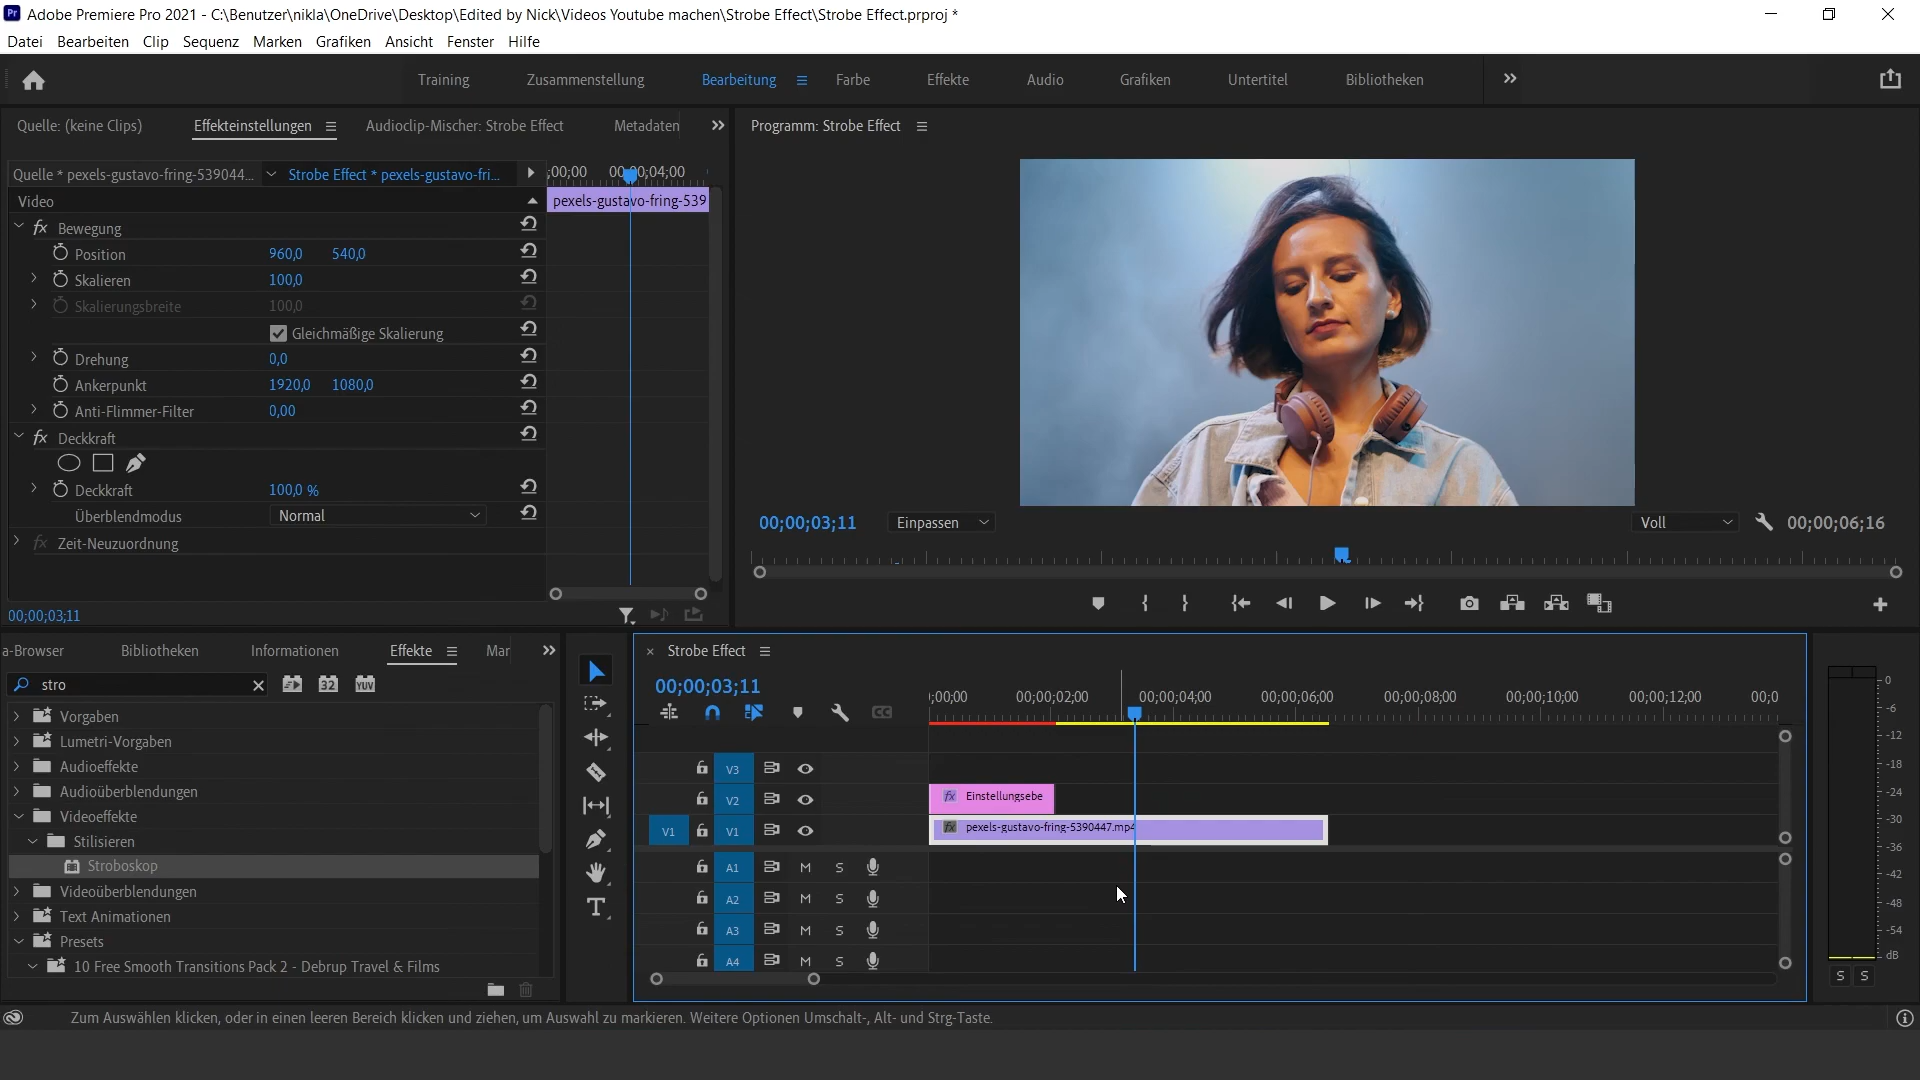 Adobe Premiere Pro 2021 - C:\Benutzer\nikla\OneDrive\Desktop\Edited by Nick\Videos Youtube machen\Strobe Effect\Strobe Effect.prproj *
Datei Bearbeiten Clip Sequenz Marken Grafiken Ansicht Fenster Hilfe
Training Zusammenstellung Bearbeitung Farbe Effekte Audio Grafiken Untertitel Bibliotheken
Quelle: (keine Clips) Effekteinstellungen Audioclip-Mischer: Strobe Effect Metadaten
Programm: Strobe Effect
Quelle * pexels-gustavo-fring-539044... Strobe Effect * pexels-gustavo-fri...
;00;00 00;00;04;00
Video
pexels-gustavo-fring-539
fx Bewegung
Position 960,0 540,0
Skalieren 100,0
Skalierungsbreite 100,0
Gleichmäßige Skalierung
Drehung 0,0
Ankerpunkt 1920,0 1080,0
Anti-Flimmer-Filter 0,00
fx Deckkraft
Deckkraft 100,0 %
Überblendmodus Normal
fx Zeit-Neuzuordnung
00;00;03;11
00;00;03;11 Einpassen Voll 00;00;06;16
a-Browser Bibliotheken Informationen Effekte Mar
stro
32 YUV
Vorgaben
Lumetri-Vorgaben
Audioeffekte
Audioüberblendungen
Videoeffekte
Stilisieren
Stroboskop
Videoüberblendungen
Text Animationen
Presets
10 Free Smooth Transitions Pack 2 - Debrup Travel & Films
Strobe Effect
00;00;03;11
;00;00 00;00;02;00 00;00;04;00 00;00;06;00 00;00;08;00 00;00;10;00 00;00;12;00 00;0
CC
V3
V2 fx Einstellungsebe
V1 V1 fx pexels-gustavo-fring-5390447.mp4
A1 M S
A2 M S
A3 M S
A4 M S
0
-6
-12
-18
-24
-30
-36
-42
-48
-54
dB
S S
Zum Auswählen klicken, oder in einen leeren Bereich klicken und ziehen, um Auswahl zu markieren. Weitere Optionen Umschalt-, Alt- und Strg-Taste.